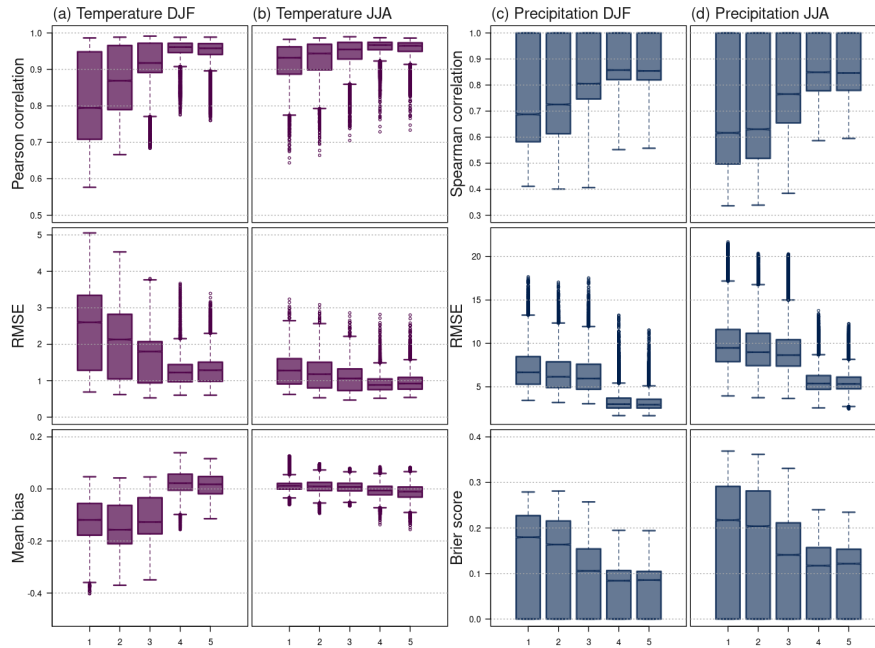 (a) Temperature DJF
(b) Temperature JJA
(c) Precipitation DJF
(d) Precipitation JJA
Pearson correlation
1.0
0.9
0.8
0.7
0.6
0.5
Spearman correlation
1.0
0.9
0.8
0.7
0.6
0.5
0.4
0.3
RMSE
5
4
3
2
1
0
RMSE
20
15
10
5
Mean bias
0.2
0.0
-0.2
-0.4
Brier score
0.4
0.3
0.2
0.1
0.0
1 2 3 4 5
1 2 3 4 5
1 2 3 4 5
1 2 3 4 5